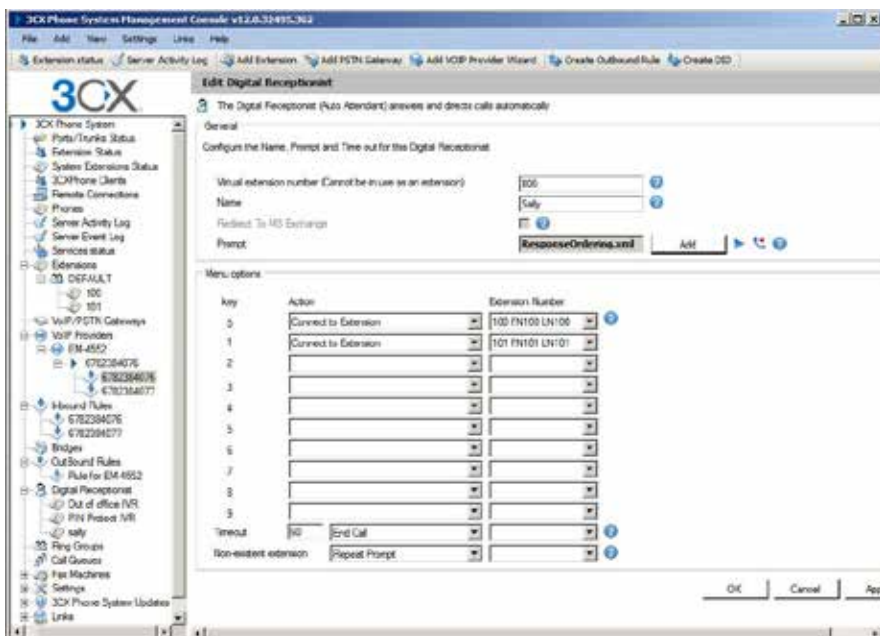 3CX Phone System Management Console v12.0.32495.362
File Add View Settings Links Help
Extension status Server Activity Log Add Extension Add PSTN Gateway Add VOIP Provider Wizard Create Outbound Rule Create DID
3CX
3CX Phone System
Ports/Trunks Status
Extension Status
System Extensions Status
3CXPhone Clients
Remote Connections
Phones
Server Activity Log
Server Event Log
Services status
Extensions
DEFAULT
100
101
VoIP/PSTN Gateways
VoIP Providers
EM-4552
6782384076
6782384076
6782384077
Inbound Rules
6782384076
6782384077
Bridges
OutBound Rules
Rule for EM-4552
Digital Receptionist
Out of office IVR
PIN Protect IVR
sally
Ring Groups
Call Queues
Fax Machines
Settings
3CX Phone System Updates
Links
Edit Digital Receptionist
The Digital Receptionist (Auto Attendant) answers and directs calls automatically
General
Configure the Name, Prompt and Time out for this Digital Receptionist
Virtual extension number (Cannot be in use as an extension) 806
Name Sally
Redirect To MS Exchange
Prompt ResponseOrdering.xml Add
Menu options
key Action Extension Number
0 Connect to Extension 100 FN100 LN100
1 Connect to Extension 101 FN101 LN101
2
3
4
5
6
7
8
9
Timeout End Call
Non-existent extension Repeat Prompt
OK Cancel App